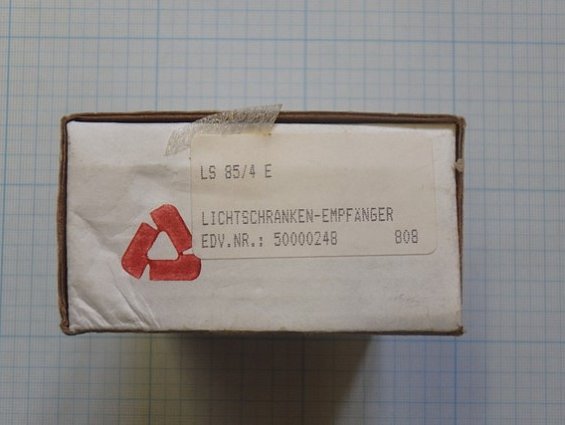 LS 85/4 E
LICHTSCHRANKEN-EMPFÄNGER
EDV.NR.: 50000248 808